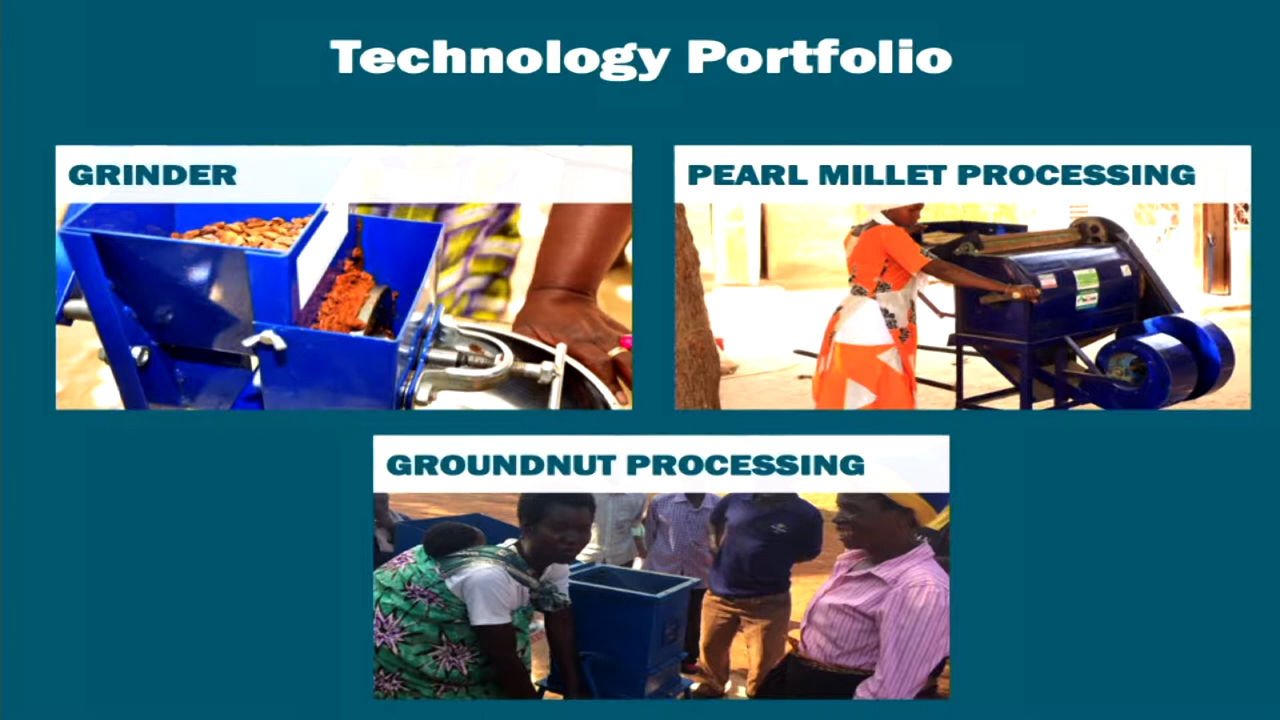 Technology Portfolio
GRINDER
PEARL MILLET PROCESSING
GROUNDNUT PROCESSING